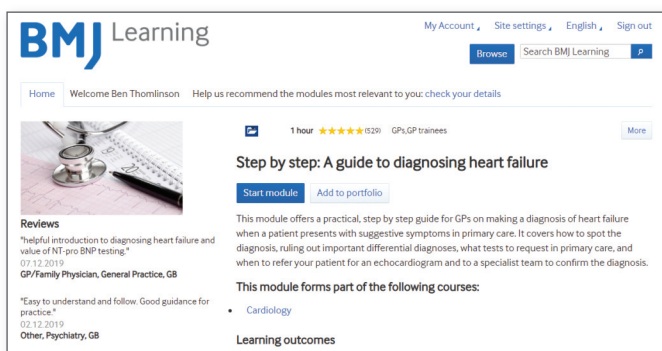 BMJ Learning
My Account Site settings English Sign out
Browse Search BMJ Learning
Home Welcome Ben Thomlinson Help us recommend the modules most relevant to you: check your details
1 hour ★★★★★(529) GPs,GP trainees More
Step by step: A guide to diagnosing heart failure
Start module Add to portfolio
This module offers a practical, step by step guide for GPs on making a diagnosis of heart failure
when a patient presents with suggestive symptoms in primary care. It covers how to spot the
diagnosis, ruling out important differential diagnoses, what tests to request in primary care, and
when to refer your patient for an echocardiogram and to a specialist team to confirm the diagnosis.
This module forms part of the following courses:
• Cardiology
Learning outcomes
Reviews
"helpful introduction to diagnosing heart failure and
value of NT-pro BNP testing."
07.12.2019
GP/Family Physician, General Practice, GB
"Easy to understand and follow. Good guidance for
practice."
02.12.2019
Other, Psychiatry, GB